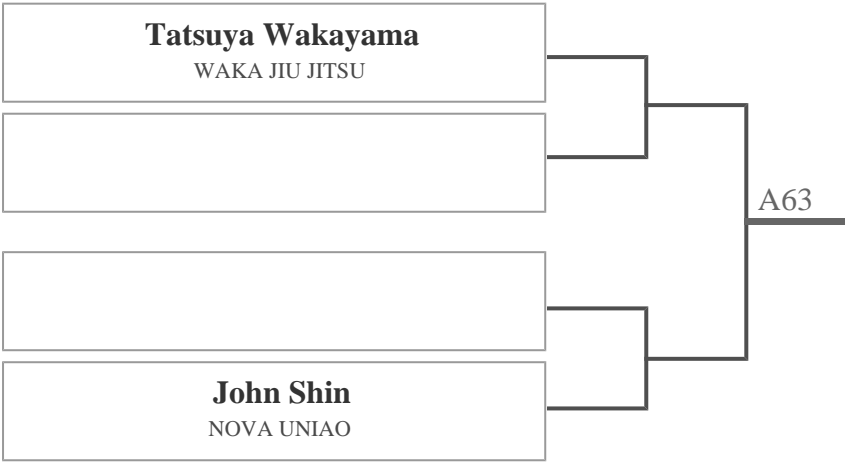 Tatsuya Wakayama
WAKA JIU JITSU
A63
John Shin
NOVA UNIAO